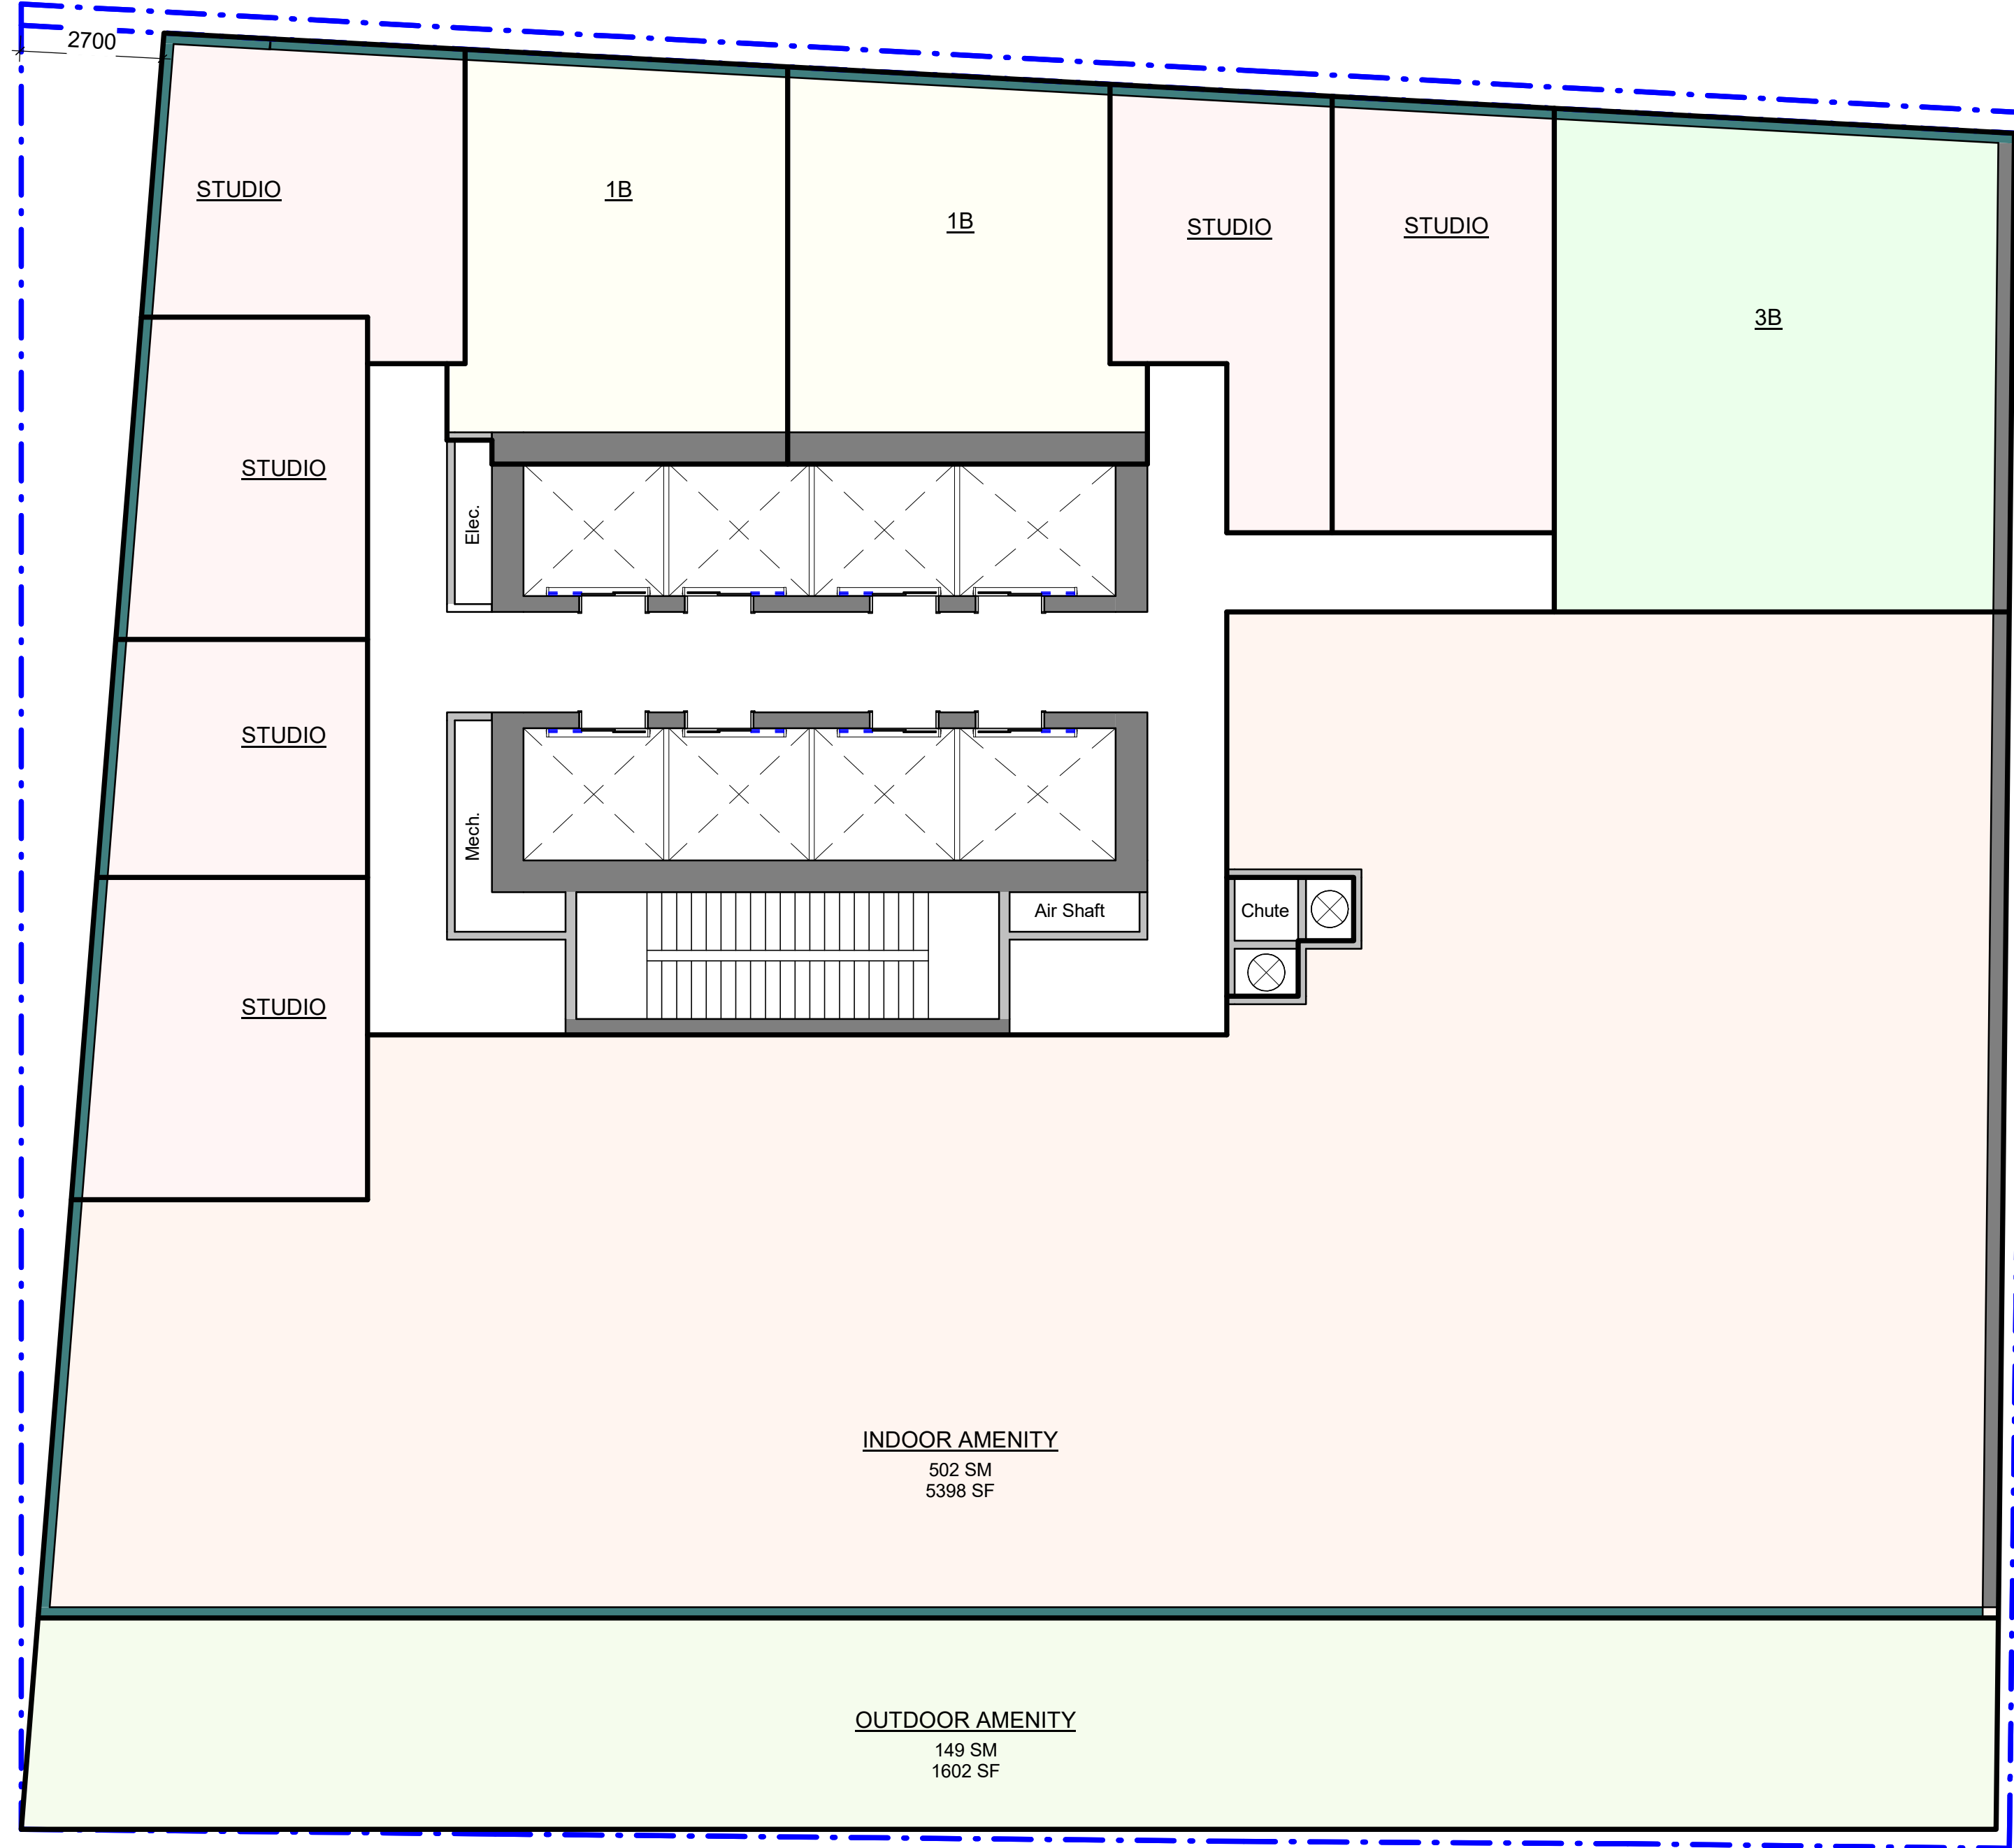 2700
STUDIO
1B
1B
STUDIO
STUDIO
3B
STUDIO
Elec.
STUDIO
Mech.
Air Shaft
Chute
STUDIO
INDOOR AMENITY
502 SM
5398 SF
OUTDOOR AMENITY
149 SM
1602 SF